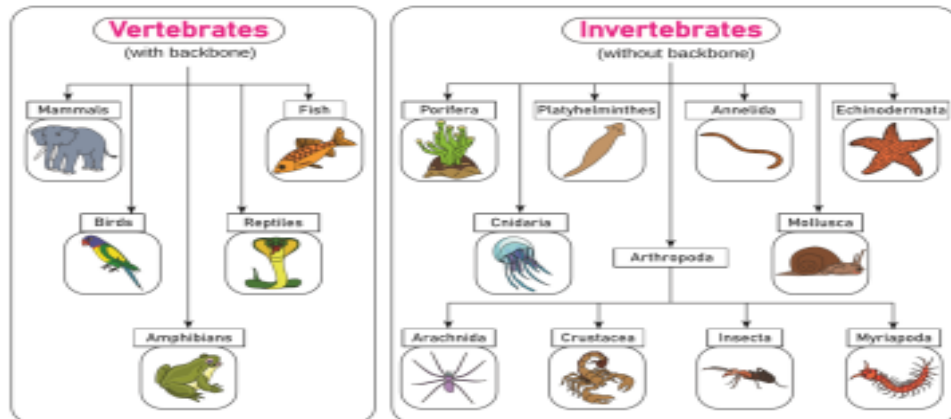 Vertebrates
(with backbone)
Mammals
Fish
Birds
Reptiles
Amphibians
Invertebrates
(without backbone)
Porifera
Platyhelminthes
Annelida
Echinodermata
Cnidaria
Mollusca
Arthropoda
Arachnida
Crustacea
Insecta
Myriapoda